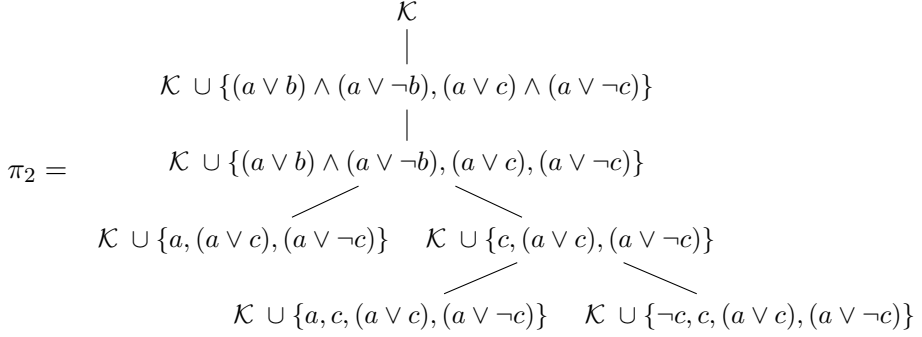 𝒦
𝒦 ∪ {(a ∨ b) ∧ (a ∨ ¬b), (a ∨ c) ∧ (a ∨ ¬c)}
π₂ =
𝒦 ∪ {(a ∨ b) ∧ (a ∨ ¬b), (a ∨ c), (a ∨ ¬c)}
𝒦 ∪ {a, (a ∨ c), (a ∨ ¬c)} 𝒦 ∪ {c, (a ∨ c), (a ∨ ¬c)}
𝒦 ∪ {a, c, (a ∨ c), (a ∨ ¬c)} 𝒦 ∪ {¬c, c, (a ∨ c), (a ∨ ¬c)}